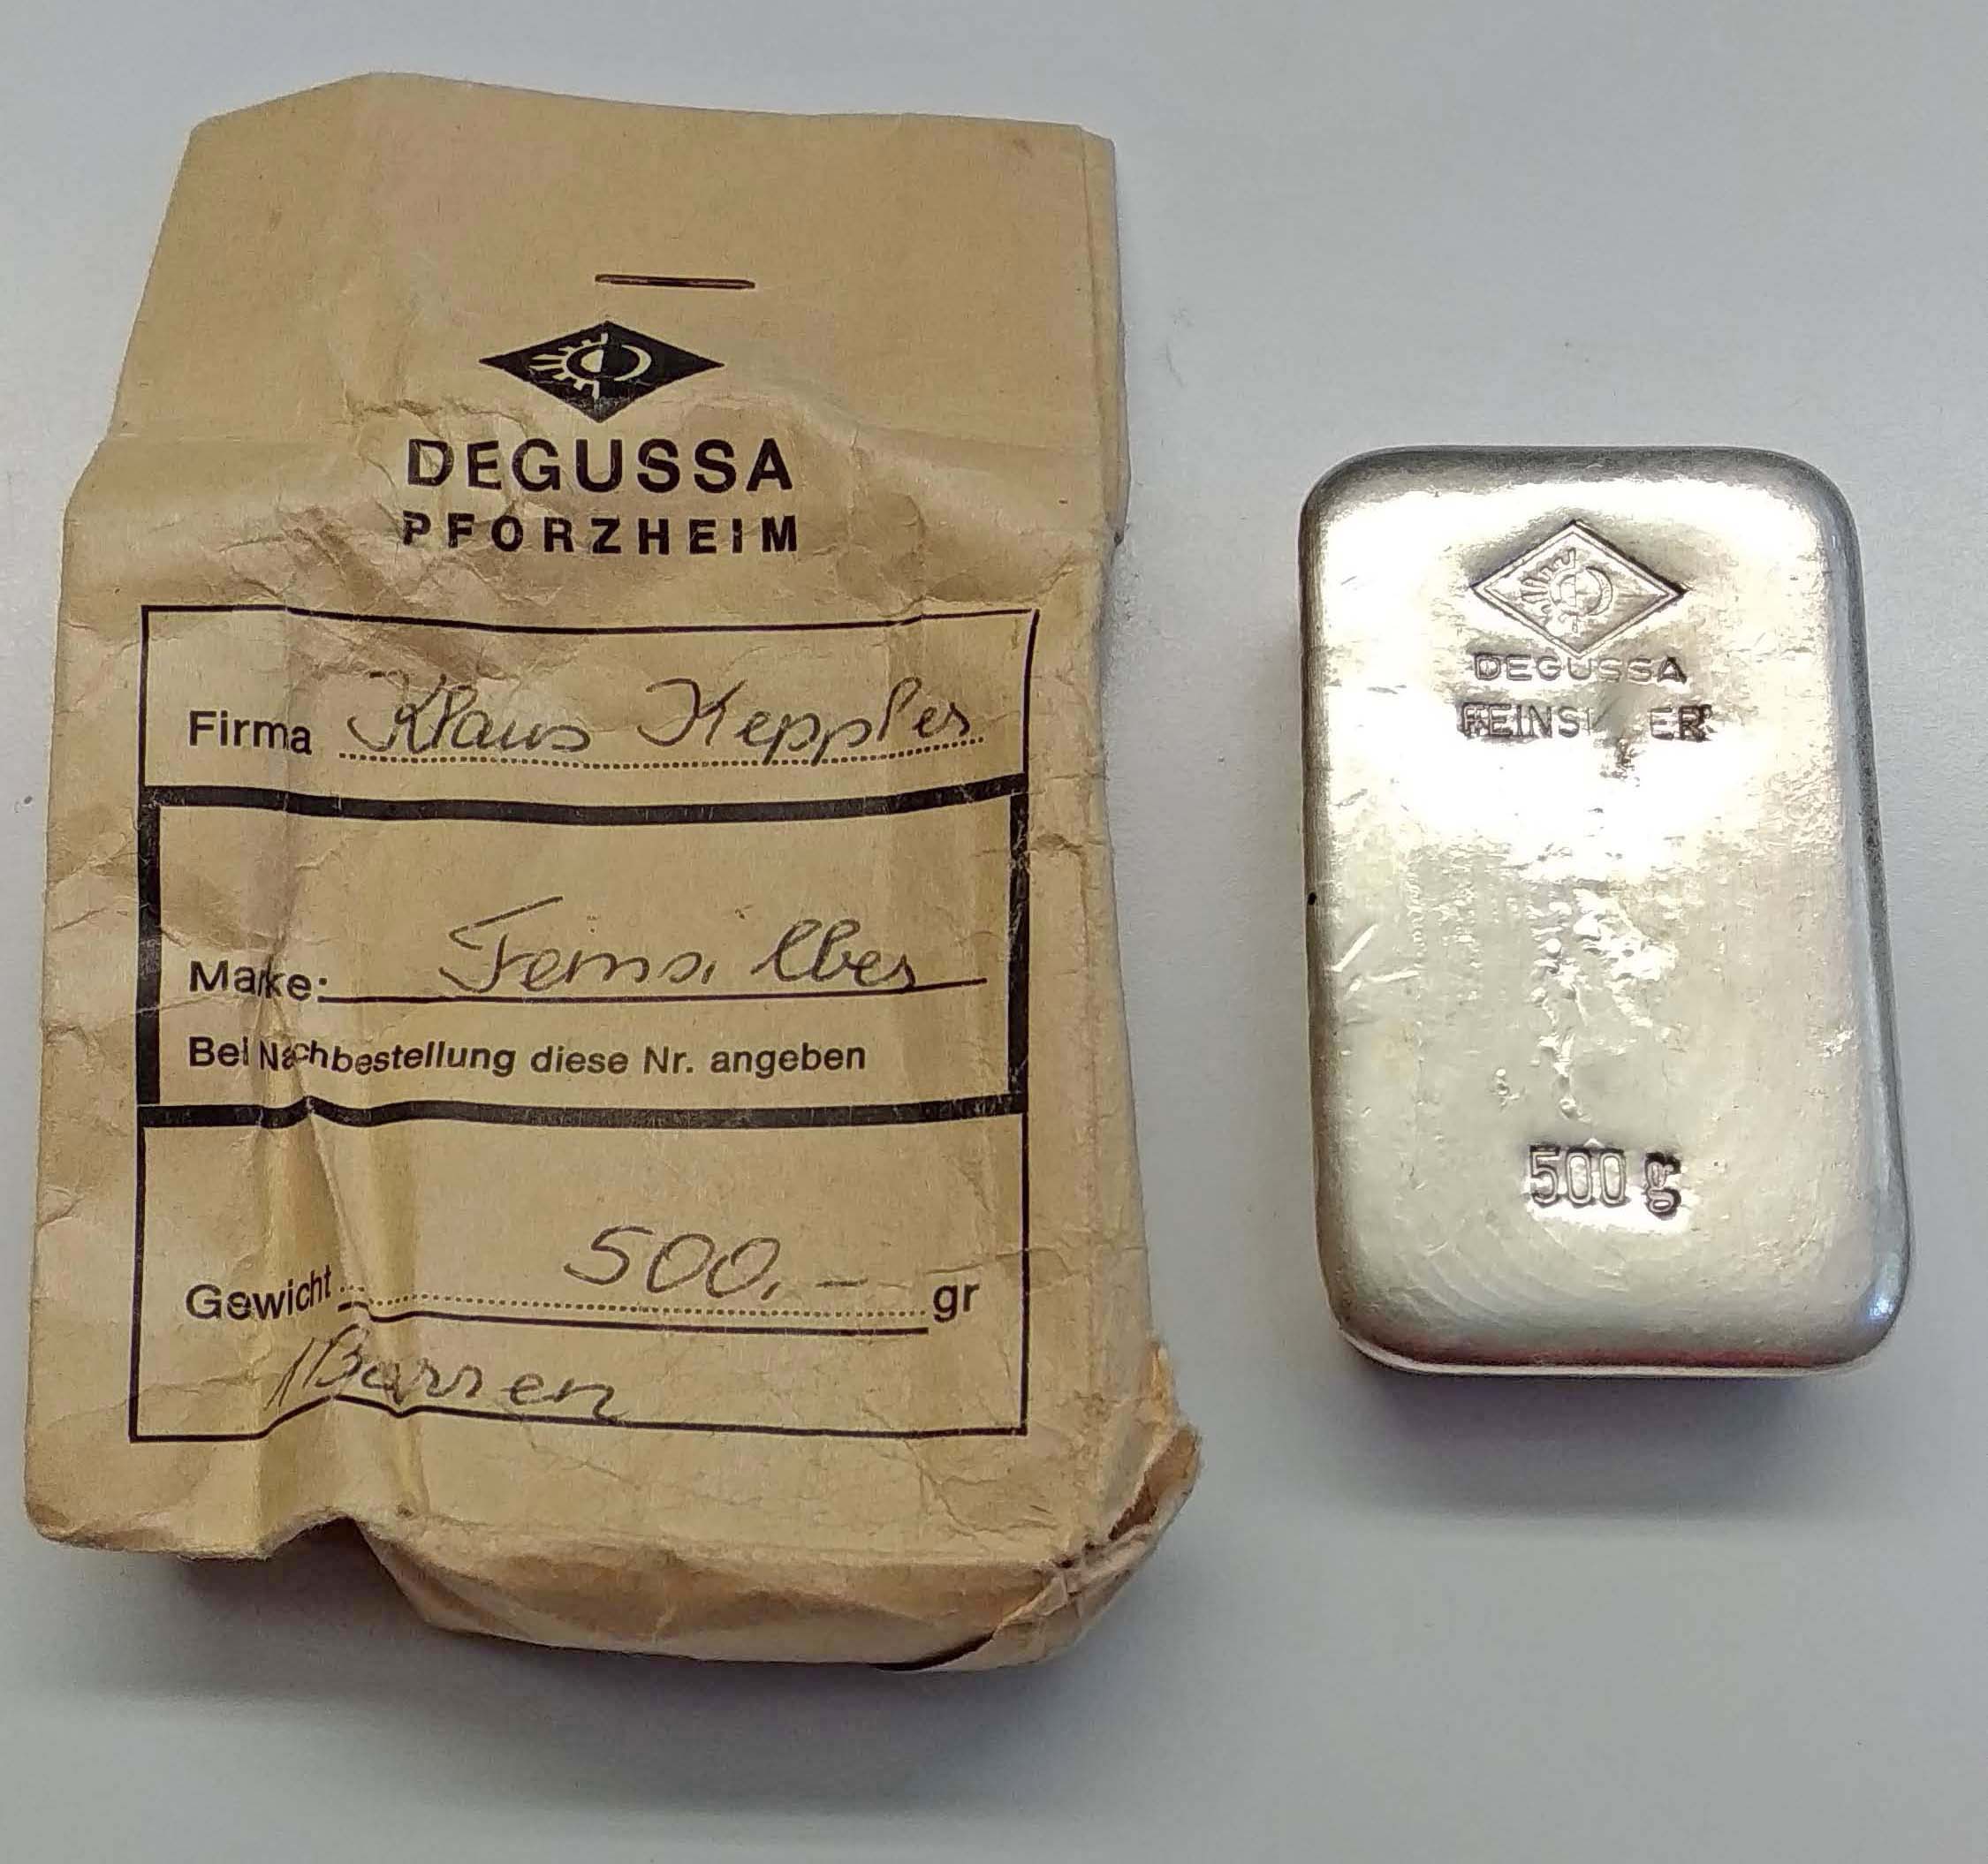 DEGUSSA
PFORZHEIM
Firma Klaus Keppler
Marke: Feinsilber
Bei Nachbestellung diese Nr. angeben
Gewicht 500,- gr
1 Barren
DEGUSSA
FEINSILBER
500 g